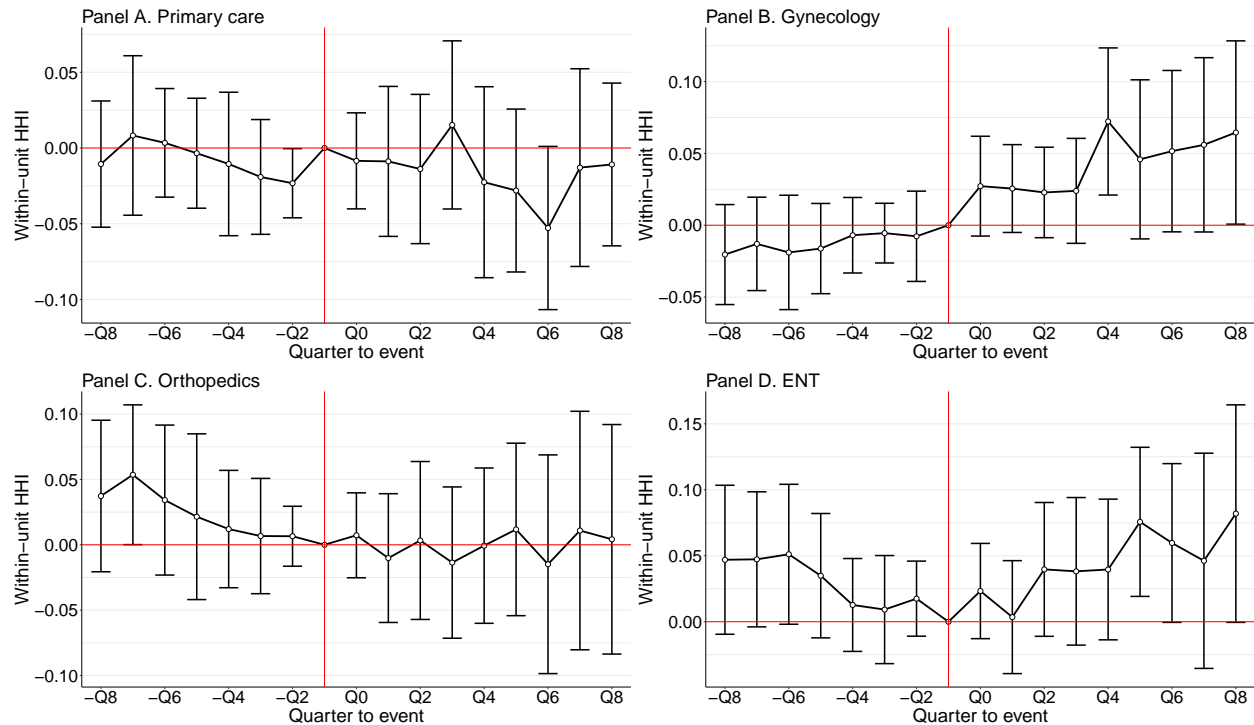 Panel A. Primary care
Within−unit HHI
0.05
0.00
−0.05
−0.10
−Q8 −Q6 −Q4 −Q2 Q0 Q2 Q4 Q6 Q8
Quarter to event
Panel B. Gynecology
Within−unit HHI
0.10
0.05
0.00
−0.05
−Q8 −Q6 −Q4 −Q2 Q0 Q2 Q4 Q6 Q8
Quarter to event
Panel C. Orthopedics
Within−unit HHI
0.10
0.05
0.00
−0.05
−0.10
−Q8 −Q6 −Q4 −Q2 Q0 Q2 Q4 Q6 Q8
Quarter to event
Panel D. ENT
Within−unit HHI
0.15
0.10
0.05
0.00
−Q8 −Q6 −Q4 −Q2 Q0 Q2 Q4 Q6 Q8
Quarter to event